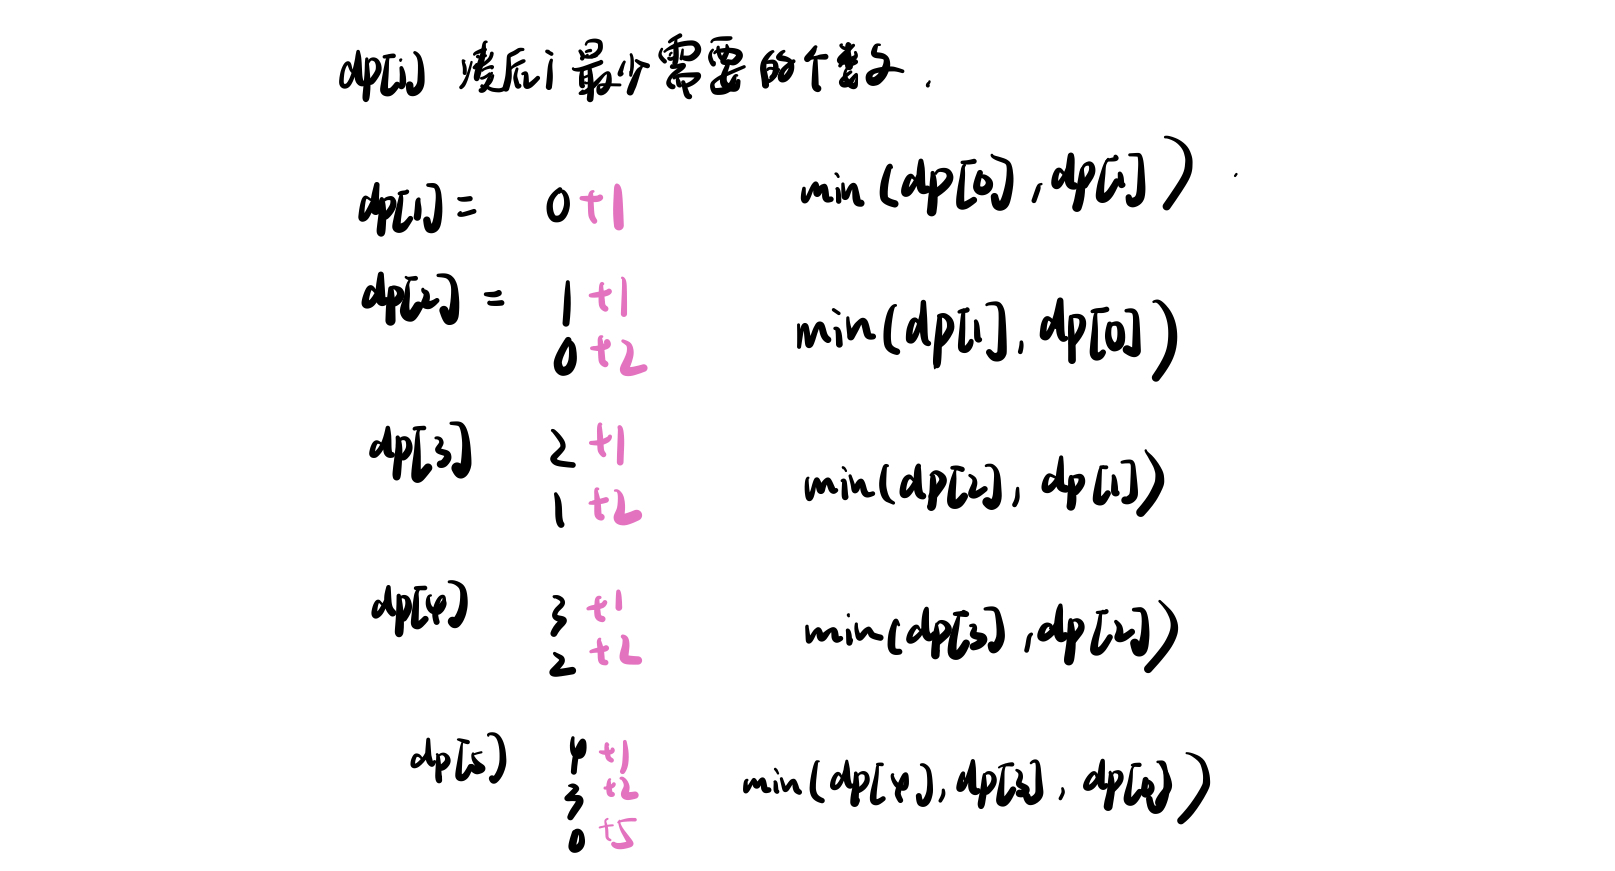 dp[i] 凑后i最少需要的个数.
dp[1] = 0 +1 min(dp[0], dp[1])
dp[2] = 1 +1
0 +2 min(dp[1], dp[0])
dp[3] 2 +1
1 +2 min(dp[2], dp[1])
dp[4] 3 +1
2 +2 min(dp[3], dp[2])
dp[5] 4 +1
3 +2 min(dp[4], dp[3], dp[0])
0 +5